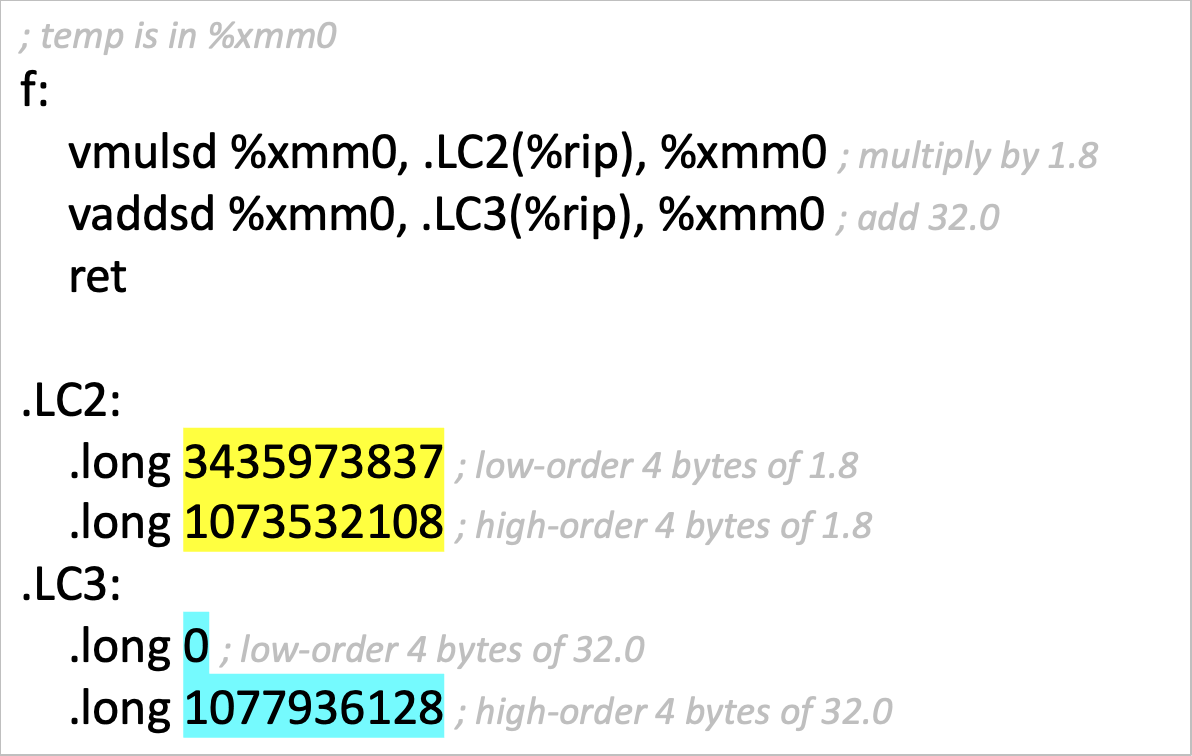 ; temp is in %xmm0
f:
vmulsd %xmm0, .LC2(%rip), %xmm0 ; multiply by 1.8
vaddsd %xmm0, .LC3(%rip), %xmm0 ; add 32.0
ret
.LC2:
.long 3435973837 ; low-order 4 bytes of 1.8
.long 1073532108 ; high-order 4 bytes of 1.8
.LC3:
.long 0 ; low-order 4 bytes of 32.0
.long 1077936128 ; high-order 4 bytes of 32.0